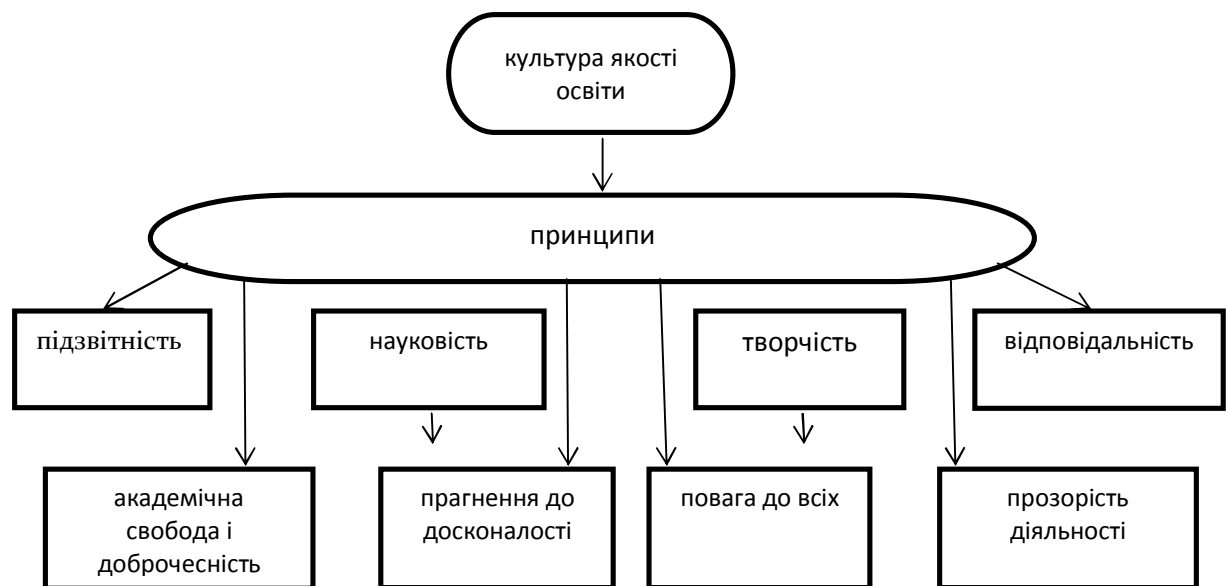 культура якості
освіти
принципи
підзвітність
науковість
творчість
відповідальність
академічна
свобода і
доброчесність
прагнення до
досконалості
повага до всіх
прозорість
діяльності